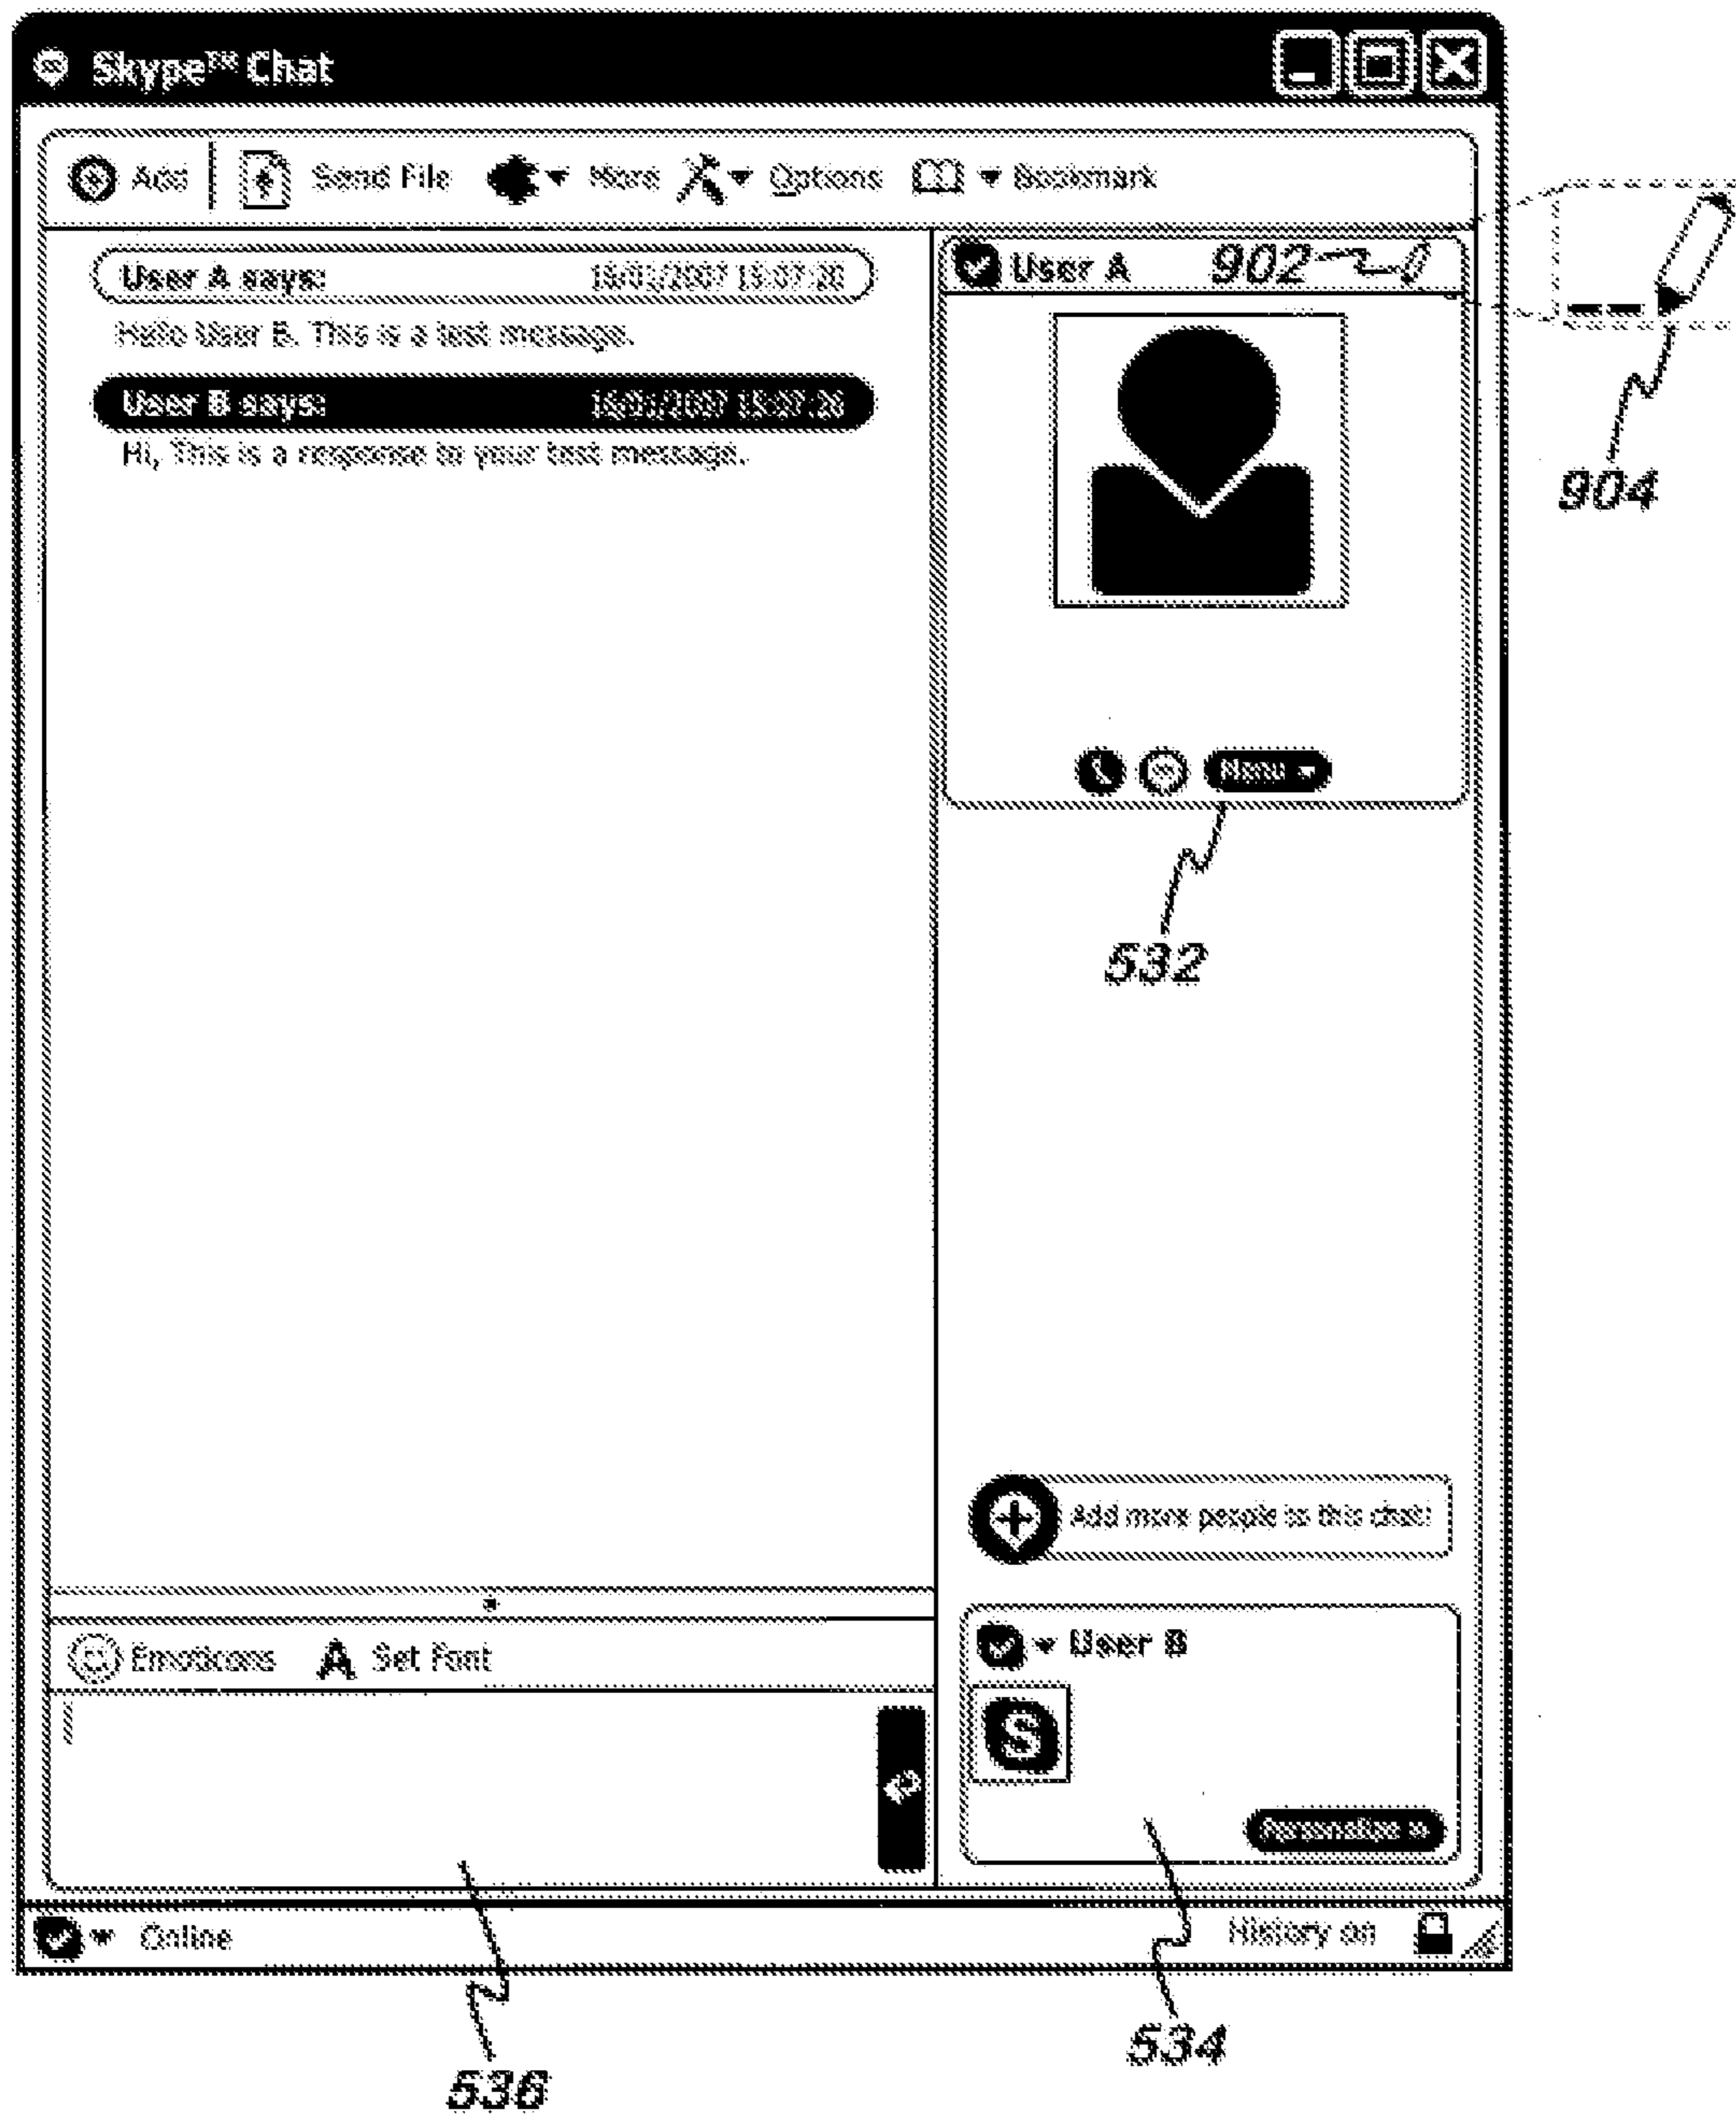 Skype™ Chat
Add Send File More Options Bookmark
User A says:
Hello User B. This is a test message.
User B says:
Hi, This is a response to your test message.
User A 902
904
Menu
532
Add more people to this chat!
Emoticons A Set Font
User B
S
Online
History on
536
534